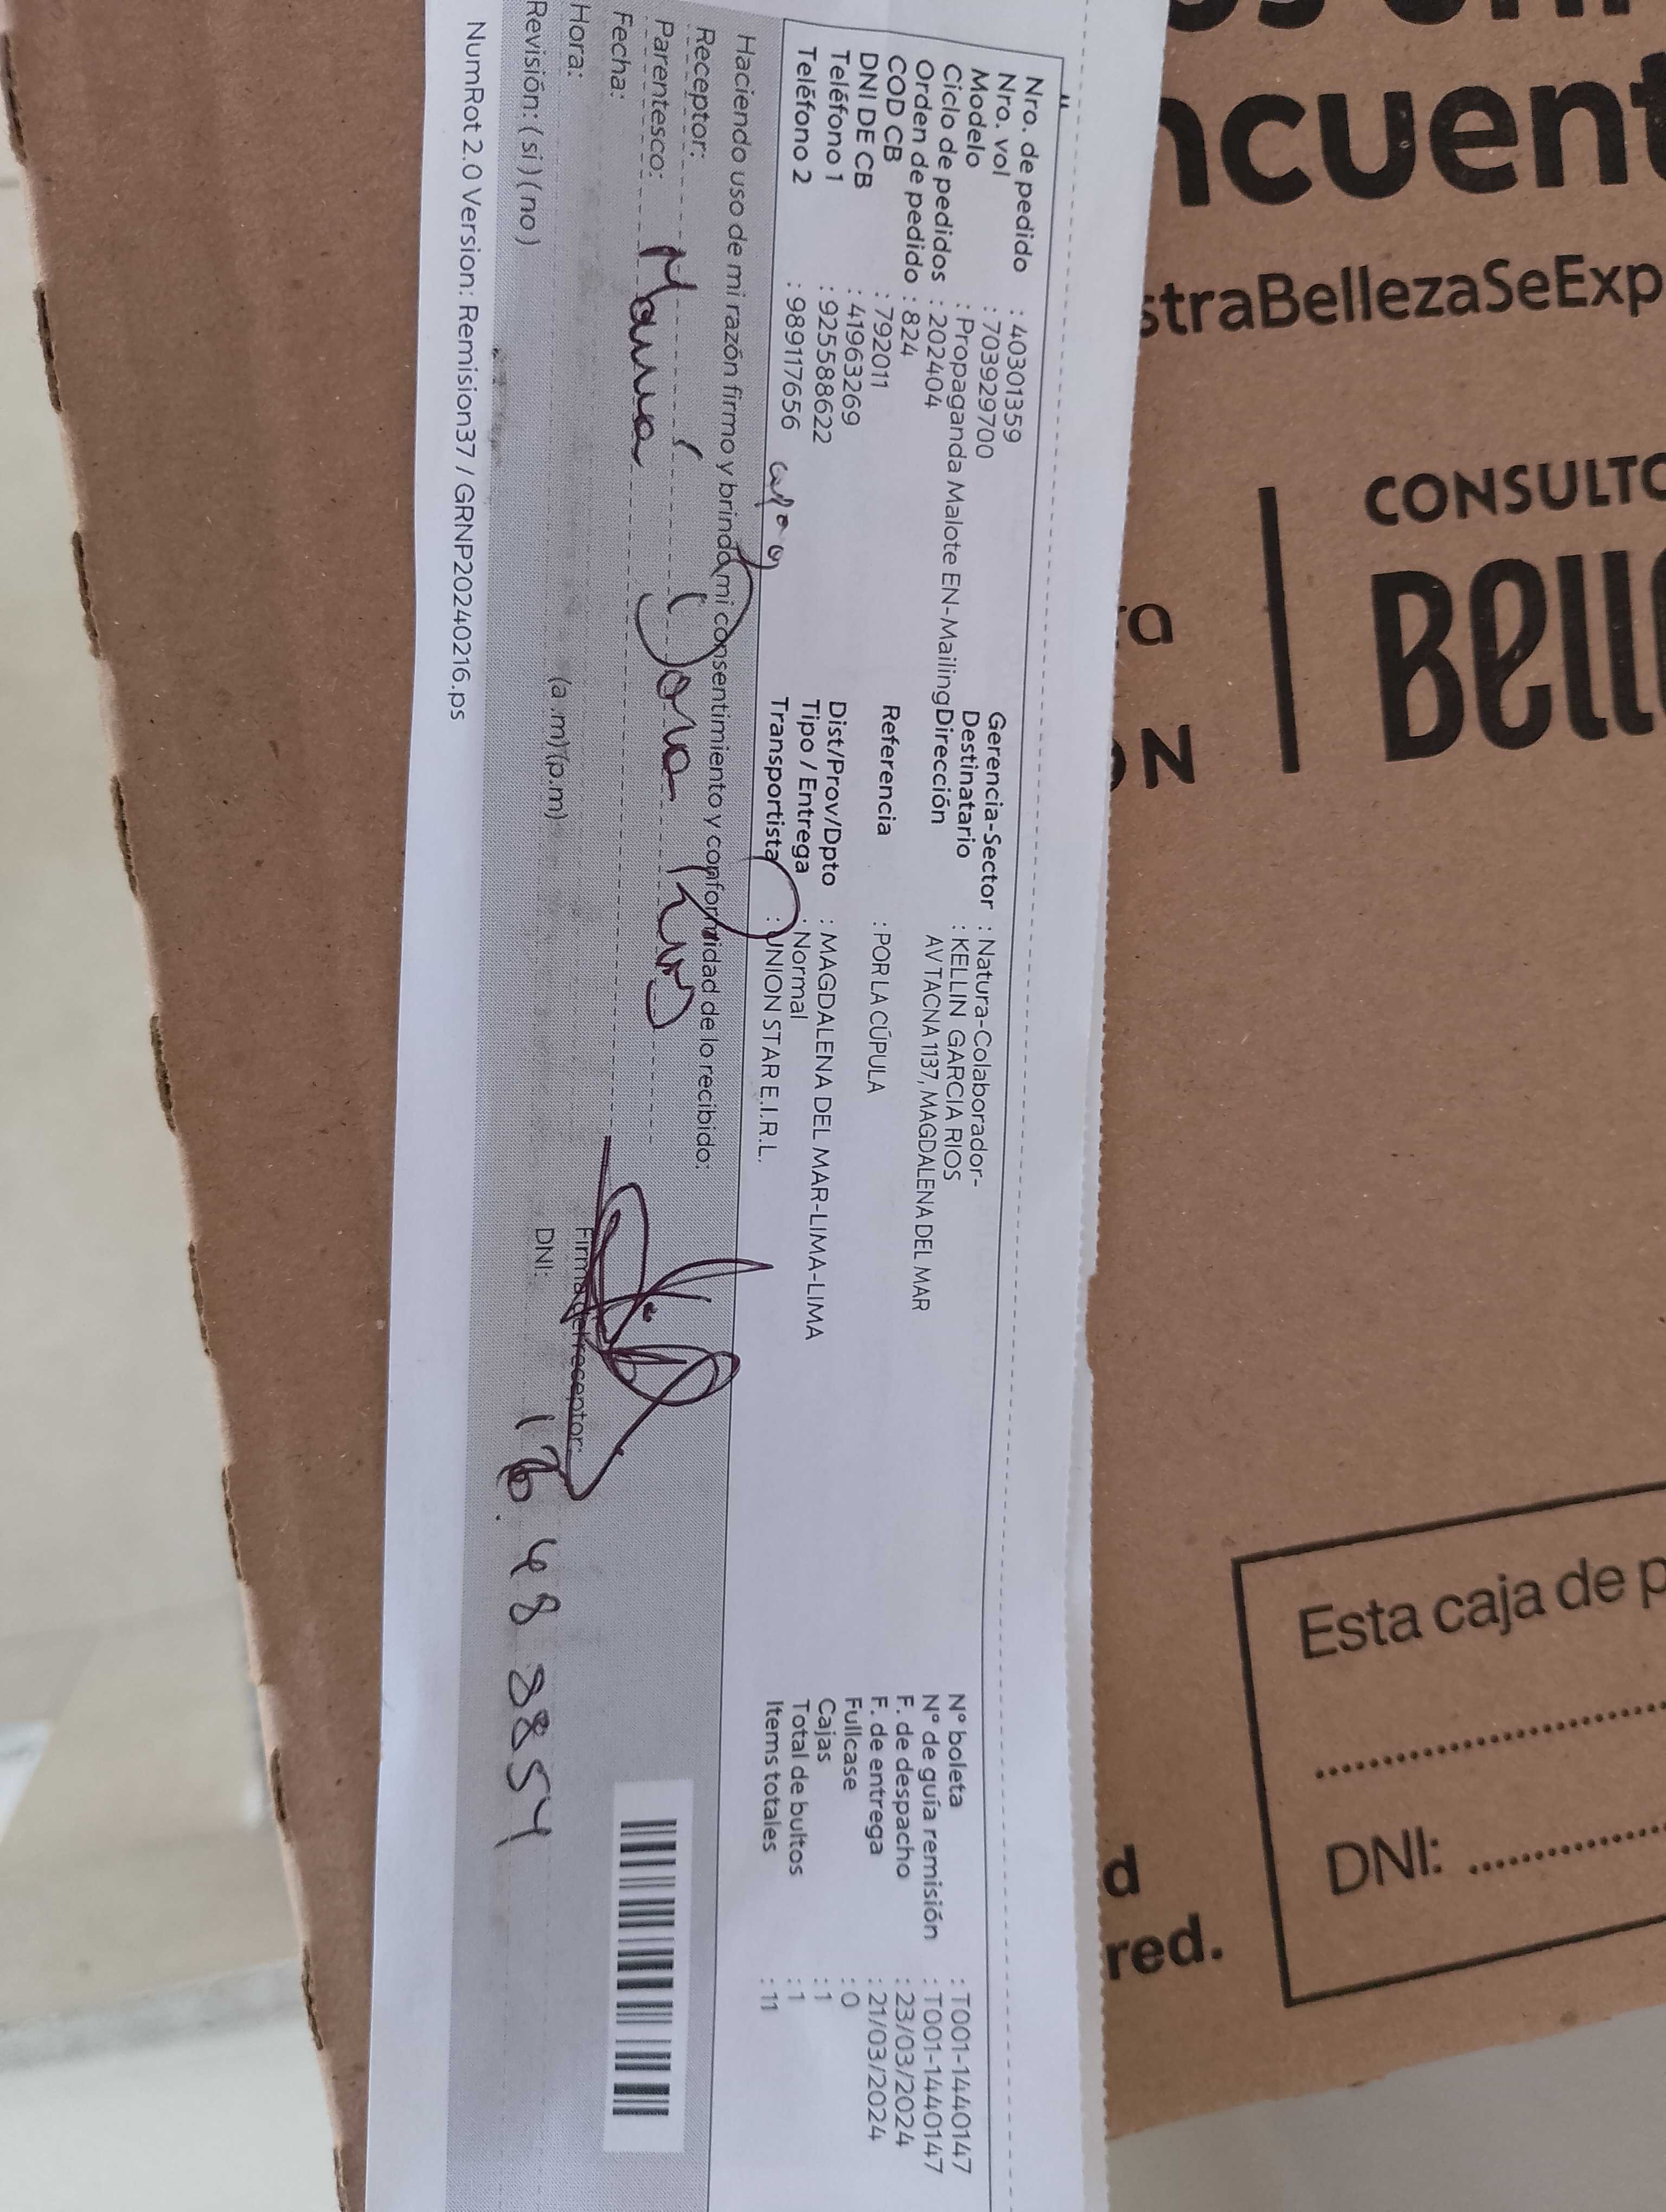 Nro. de pedido : 40301359
Nro. vol : 703929700
Modelo : Propaganda Malote EN-Mailing
Ciclo de pedidos : 202404
Orden de pedido : 824
COD CB : 792011
DNI DE CB : 41963269
Teléfono 1 : 925588622
Teléfono 2 : 989117656
Gerencia-Sector : Natura-Colaborador-
Destinatario : KELLIN GARCIA RIOS
Dirección AV TACNA 1137, MAGDALENA DEL MAR
Referencia : POR LA CÚPULA
Dist/Prov/Dpto : MAGDALENA DEL MAR-LIMA-LIMA
Tipo / Entrega : Normal
Transportista : UNION STAR E.I.R.L.
N° boleta : T001-1440147
N° de guía remisión : T001-1440147
F. de despacho : 23/03/2024
F. de entrega : 21/03/2024
Fullcase : 0
Cajas : 1
Total de bultos : 1
Items totales : 11
Haciendo uso de mi razón firmo y brindo mi consentimiento y conformidad de lo recibido:
Receptor:
Parentesco: Mama
Fecha:
Hora: (a.m) (p.m)
Revisión: ( si ) ( no )
Firma del receptor:
DNI:
NumRot 2.0 Version: Remision37 / GRNP20240216.ps
ncuent
straBellezaSeExp
CONSULTO
Bell
a
N
Esta caja de p
DNI:
d
red.